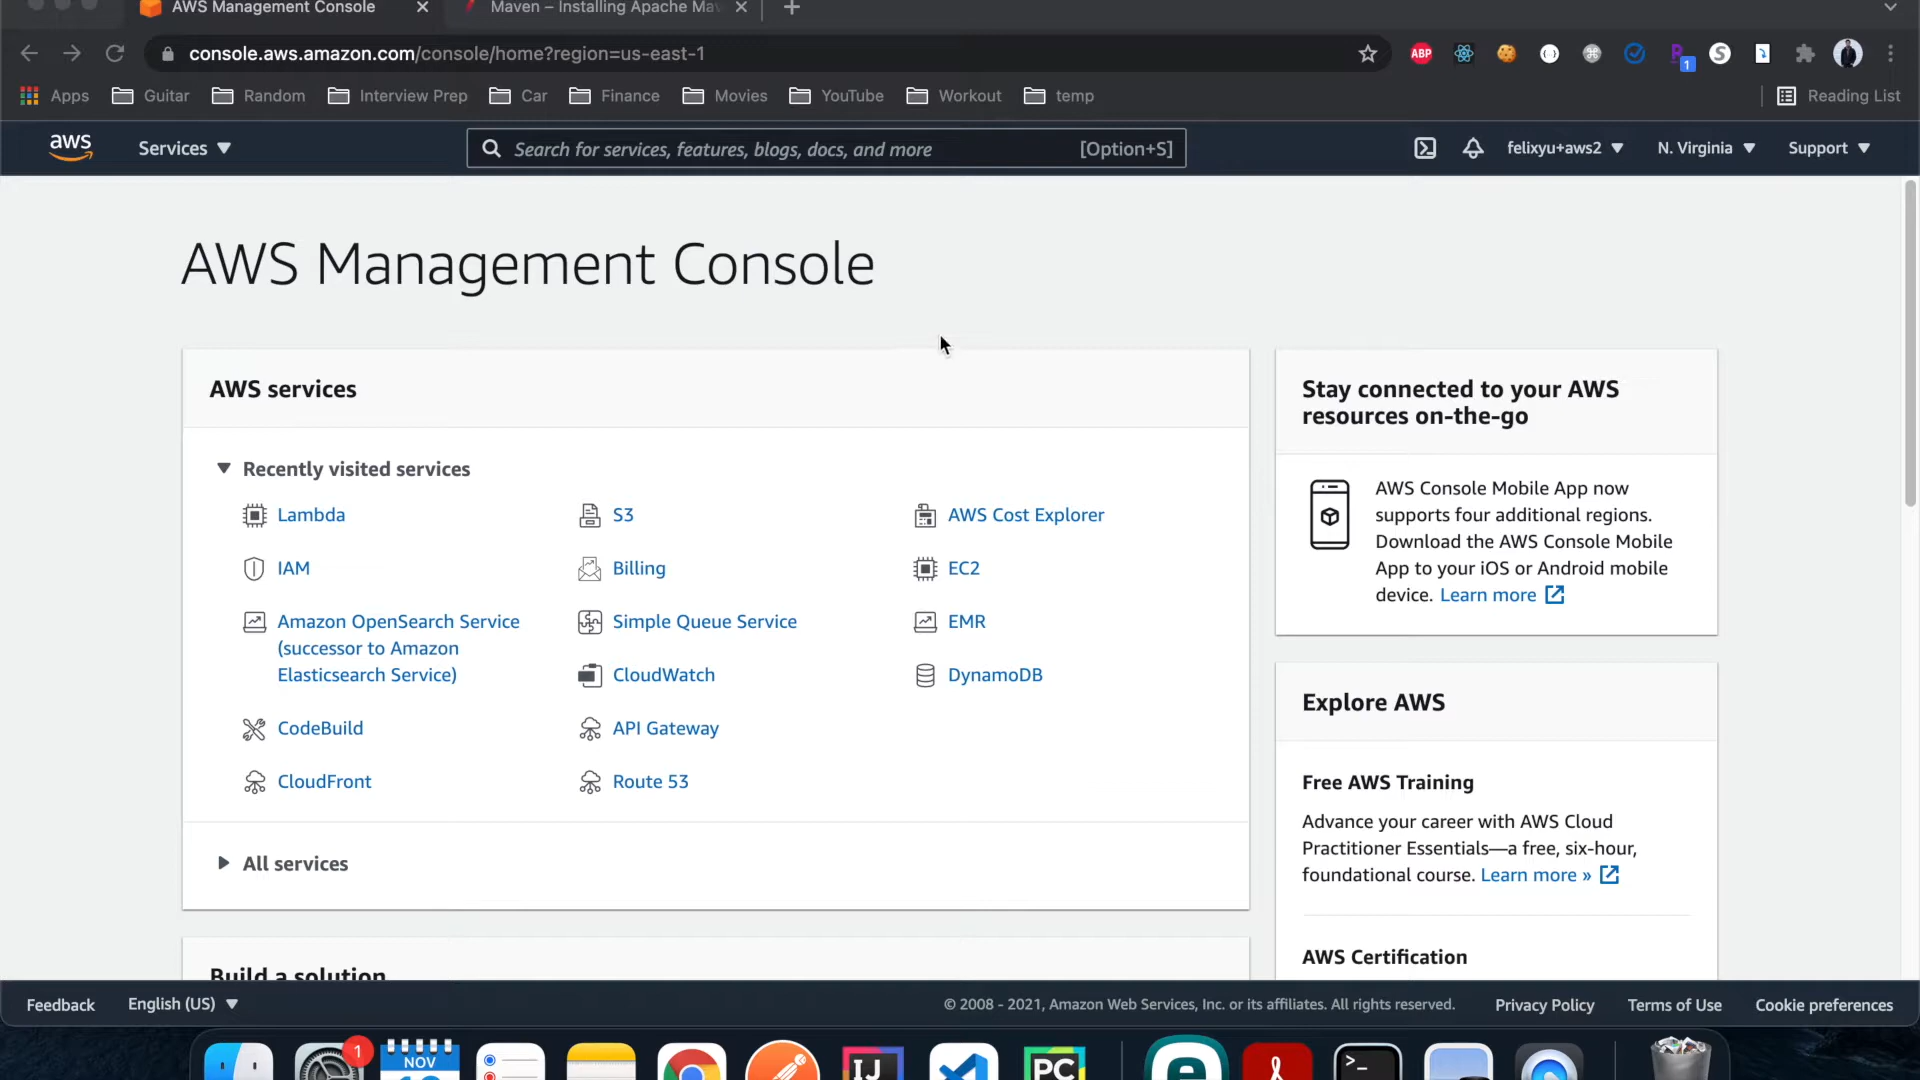 AWS Management Console
Maven – Installing Apache Mav
console.aws.amazon.com/console/home?region=us-east-1
ABP
1
S
Apps
Guitar
Random
Interview Prep
Car
Finance
Movies
YouTube
Workout
temp
Reading List
aws
Services
Search for services, features, blogs, docs, and more
[Option+S]
felixyu+aws2
N. Virginia
Support
AWS Management Console
AWS services
Recently visited services
Lambda
S3
AWS Cost Explorer
IAM
Billing
EC2
Amazon OpenSearch Service
(successor to Amazon
Elasticsearch Service)
Simple Queue Service
EMR
CloudWatch
DynamoDB
CodeBuild
API Gateway
CloudFront
Route 53
All services
Build a solution
Stay connected to your AWS
resources on-the-go
AWS Console Mobile App now
supports four additional regions.
Download the AWS Console Mobile
App to your iOS or Android mobile
device. Learn more
Explore AWS
Free AWS Training
Advance your career with AWS Cloud
Practitioner Essentials—a free, six-hour,
foundational course. Learn more »
AWS Certification
Feedback
English (US)
© 2008 - 2021, Amazon Web Services, Inc. or its affiliates. All rights reserved.
Privacy Policy
Terms of Use
Cookie preferences
1
NOV
IJ
PC
e
>_